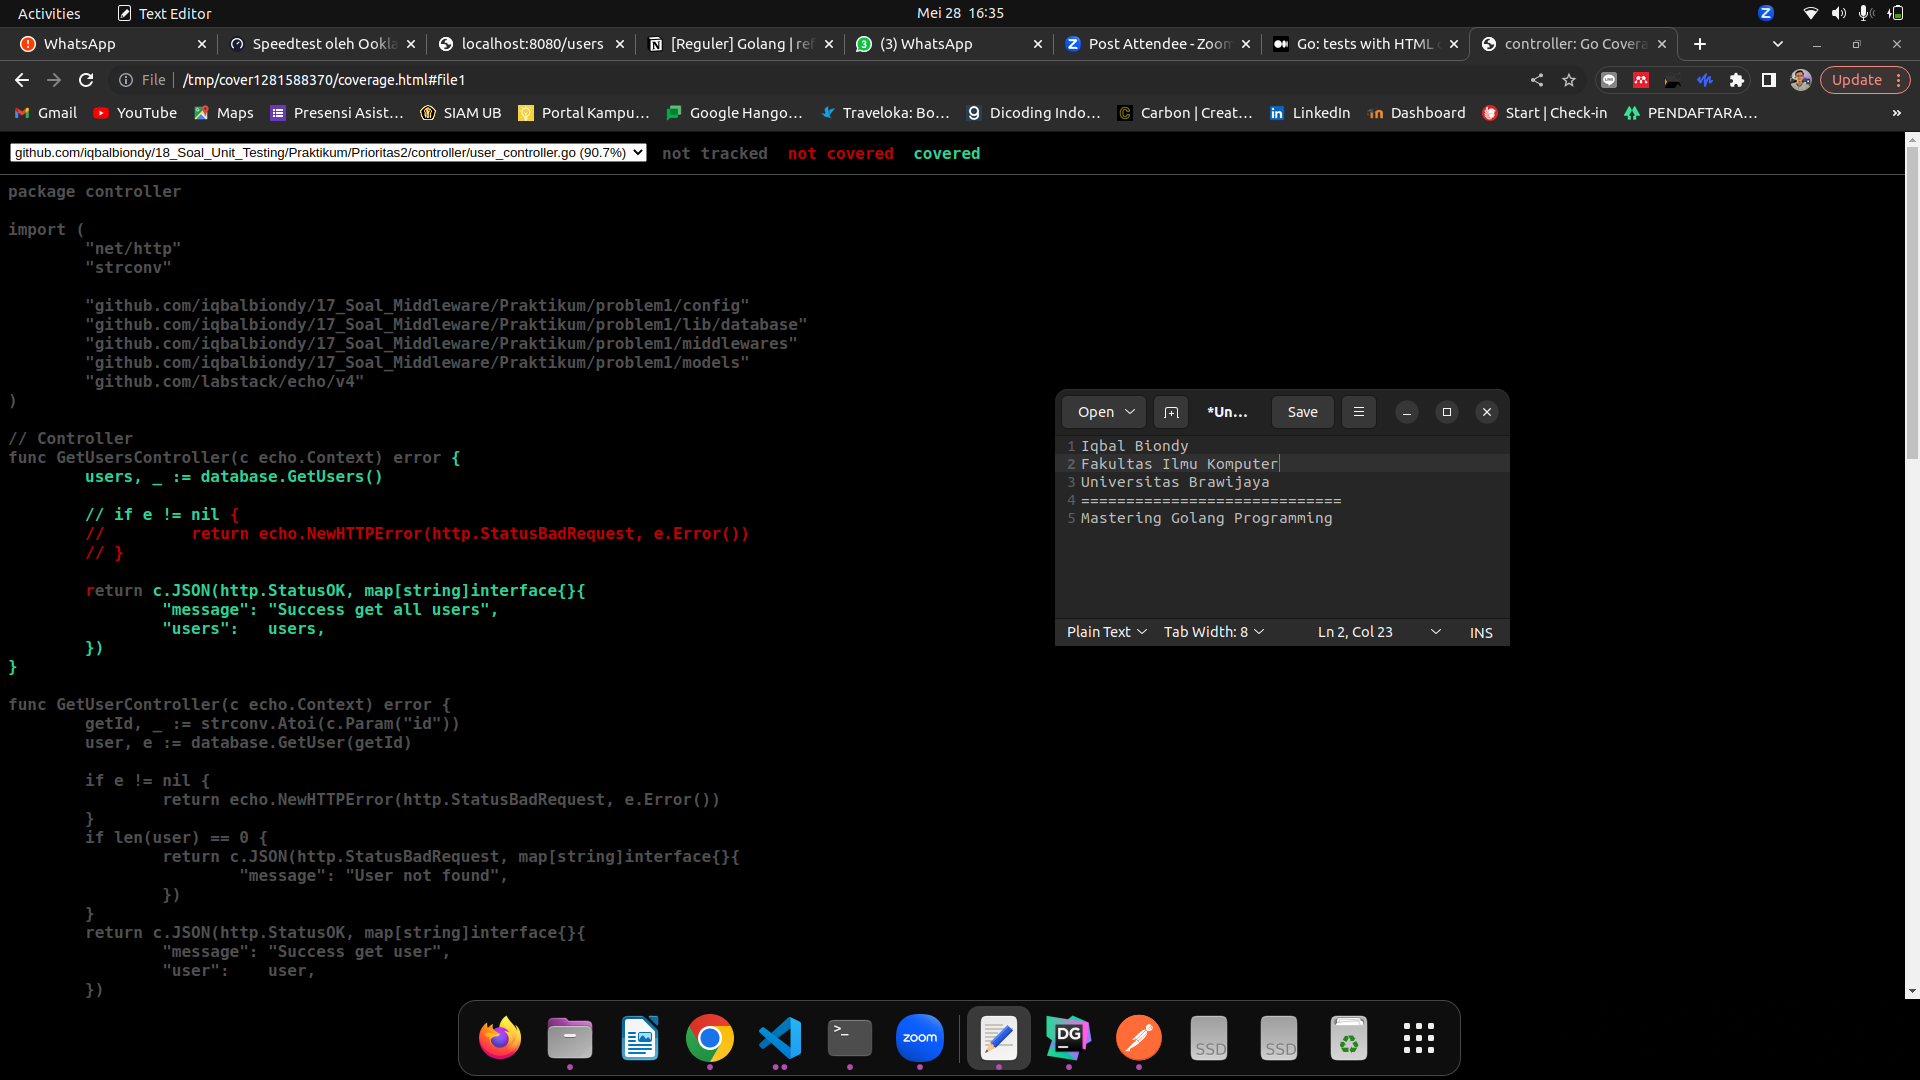 Activities Text Editor Mei 28 16:35
WhatsApp Speedtest oleh Ookla localhost:8080/users [Reguler] Golang | ref (3) WhatsApp Post Attendee - Zoom Go: tests with HTML c controller: Go Covera
File /tmp/cover1281588370/coverage.html#file1 Update
Gmail YouTube Maps Presensi Asist... SIAM UB Portal Kampu... Google Hango... Traveloka: Bo... Dicoding Indo... Carbon | Creat... LinkedIn Dashboard Start | Check-in PENDAFTARA... »
github.com/iqbalbiondy/18_Soal_Unit_Testing/Praktikum/Prioritas2/controller/user_controller.go (90.7%) not tracked not covered covered
package controller
import (
"net/http"
"strconv"
"github.com/iqbalbiondy/17_Soal_Middleware/Praktikum/problem1/config"
"github.com/iqbalbiondy/17_Soal_Middleware/Praktikum/problem1/lib/database"
"github.com/iqbalbiondy/17_Soal_Middleware/Praktikum/problem1/middlewares"
"github.com/iqbalbiondy/17_Soal_Middleware/Praktikum/problem1/models"
"github.com/labstack/echo/v4"
)
// Controller
func GetUsersController(c echo.Context) error {
users, _ := database.GetUsers()
// if e != nil {
// return echo.NewHTTPError(http.StatusBadRequest, e.Error())
// }
return c.JSON(http.StatusOK, map[string]interface{}{
"message": "Success get all users",
"users": users,
})
}
func GetUserController(c echo.Context) error {
getId, _ := strconv.Atoi(c.Param("id"))
user, e := database.GetUser(getId)
if e != nil {
return echo.NewHTTPError(http.StatusBadRequest, e.Error())
}
if len(user) == 0 {
return c.JSON(http.StatusBadRequest, map[string]interface{}{
"message": "User not found",
})
}
return c.JSON(http.StatusOK, map[string]interface{}{
"message": "Success get user",
"user": user,
})
Open *Un... Save
1 Iqbal Biondy
2 Fakultas Ilmu Komputer
3 Universitas Brawijaya
4 =============================
5 Mastering Golang Programming
Plain Text Tab Width: 8 Ln 2, Col 23 INS
zoom DG SSD SSD